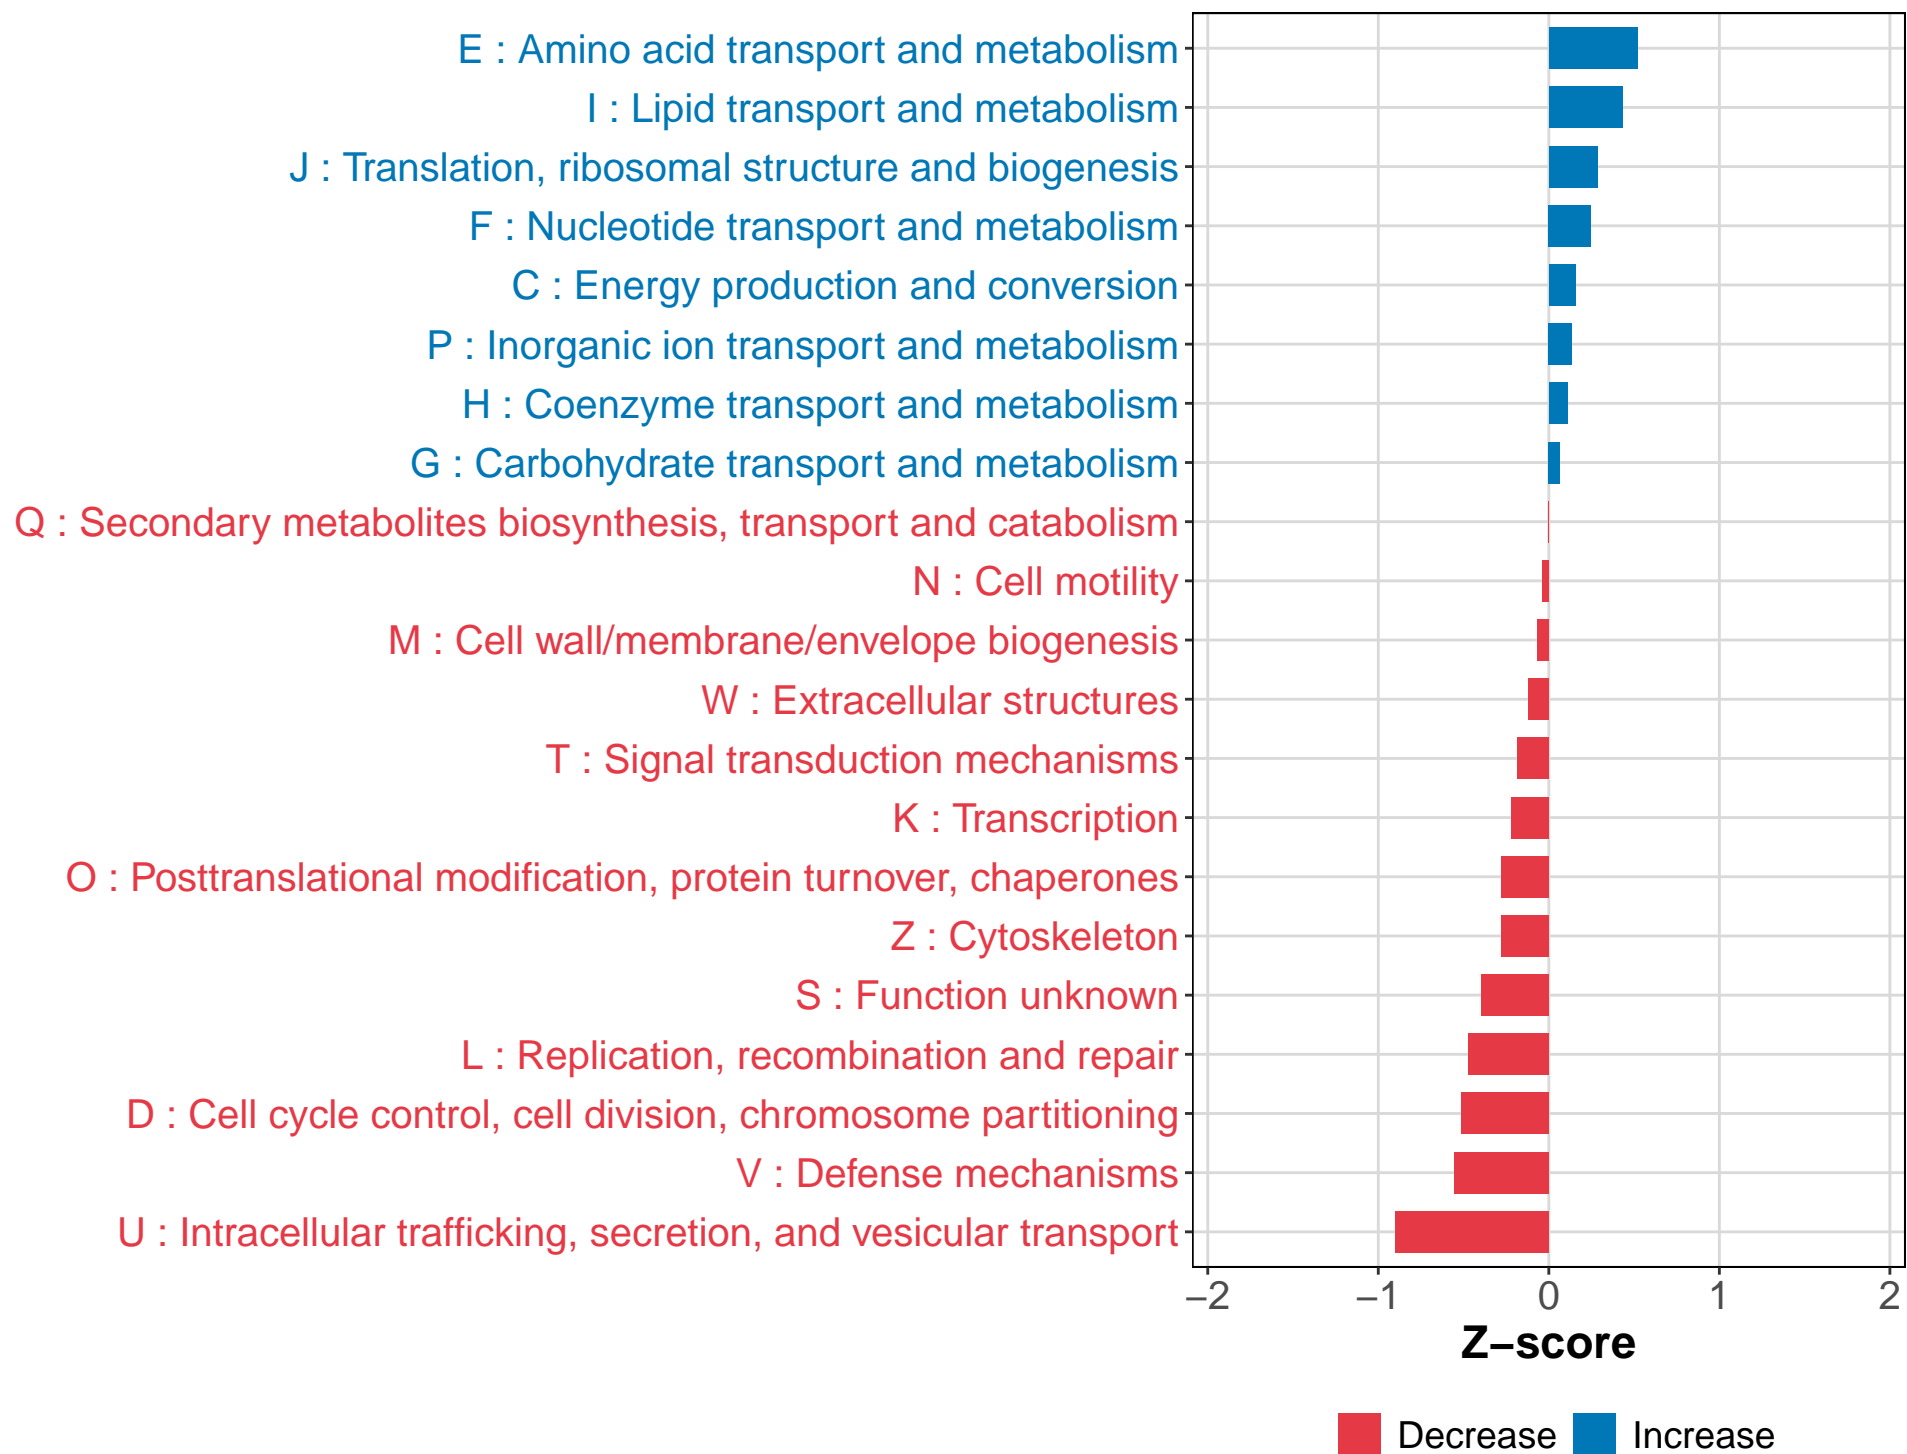 E : Amino acid transport and metabolism
I : Lipid transport and metabolism
J : Translation, ribosomal structure and biogenesis
F : Nucleotide transport and metabolism
C : Energy production and conversion
P : Inorganic ion transport and metabolism
H : Coenzyme transport and metabolism
G : Carbohydrate transport and metabolism
Q : Secondary metabolites biosynthesis, transport and catabolism
N : Cell motility
M : Cell wall/membrane/envelope biogenesis
W : Extracellular structures
T : Signal transduction mechanisms
K : Transcription
O : Posttranslational modification, protein turnover, chaperones
Z : Cytoskeleton
S : Function unknown
L : Replication, recombination and repair
D : Cell cycle control, cell division, chromosome partitioning
V : Defense mechanisms
U : Intracellular trafficking, secretion, and vesicular transport
−2 −1 0 1 2
Z−score
Decrease Increase